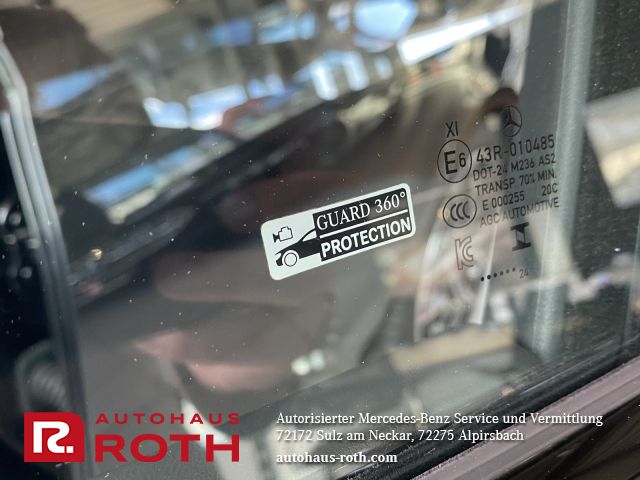 XI
E6 43R-010485
DOT-24 M236 AS2
TRANSP. 70% MIN.
E 000255 20C
CCC AGC AUTOMOTIVE
24
GUARD 360°
PROTECTION
AUTOHAUS
R. ROTH
Autorisierter Mercedes-Benz Service und Vermittlung
72172 Sulz am Neckar, 72275 Alpirsbach
autohaus-roth.com